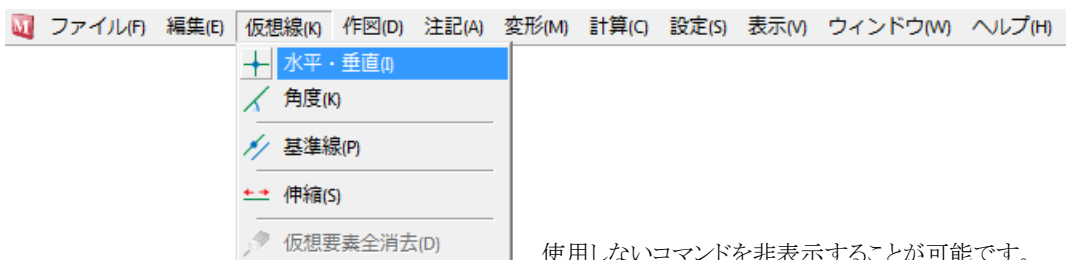 ファイル(F) 編集(E) 仮想線(K) 作図(D) 注記(A) 変形(M) 計算(C) 設定(S) 表示(V) ウィンドウ(W) ヘルプ(H)
水平・垂直(I)
角度(K)
基準線(P)
伸縮(S)
仮想要素全消去(D)
使用しないコマンドを非表示することが可能です。